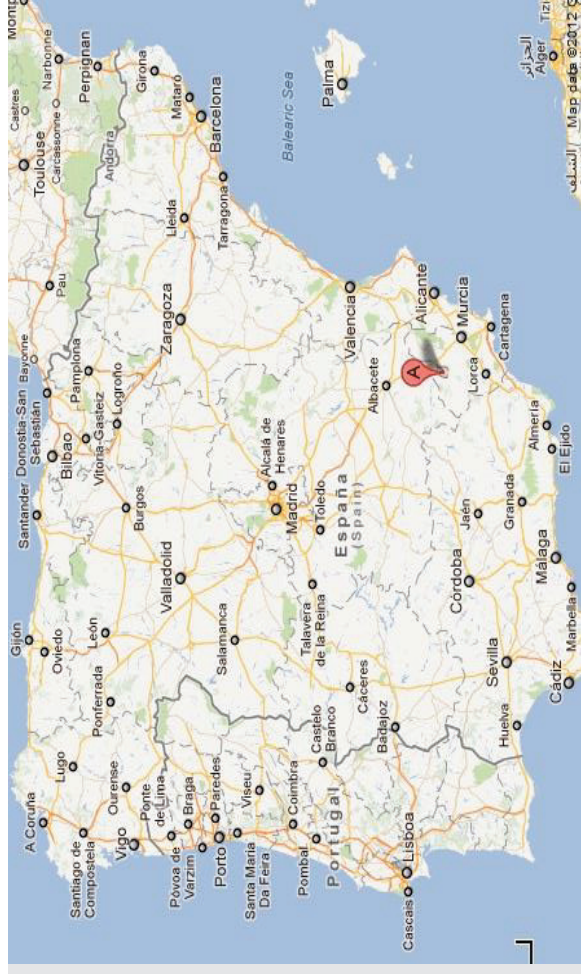 A Coruña
Gijón
Santander
Donostia-San
Sebastián
Bayonne
Pau
Toulouse
Castres
Montp
Santiago de
Compostela
Lugo
Oviedo
Bilbao
Carcassonne
Narbonne
Vigo
Ourense
Ponferrada
León
Burgos
Vitoria-Gasteiz
Logroño
Pamplona
Andorra
Perpignan
Girona
Póvoa de
Varzim
Ponte
de Lima
Braga
Paredes
Porto
Valladolid
Zaragoza
Lleida
Mataró
Barcelona
Tarragona
Santa Maria
Da Feira
Viseu
Salamanca
Alcalá de
Henares
Madrid
Balearic Sea
Coimbra
Pombal
Portugal
Castelo
Branco
Talavera
de la Reina
Toledo
España
(Spain)
Palma
Cascais
Lisboa
Badajoz
Cáceres
Albacete
Valencia
A
Alicante
Murcia
Lorca
Cartagena
Córdoba
Jaén
Granada
Sevilla
Huelva
Cádiz
Málaga
Marbella
Almería
El Ejido
الجزائر
Alger
Tizi
الشلف
Map data ©2012 G